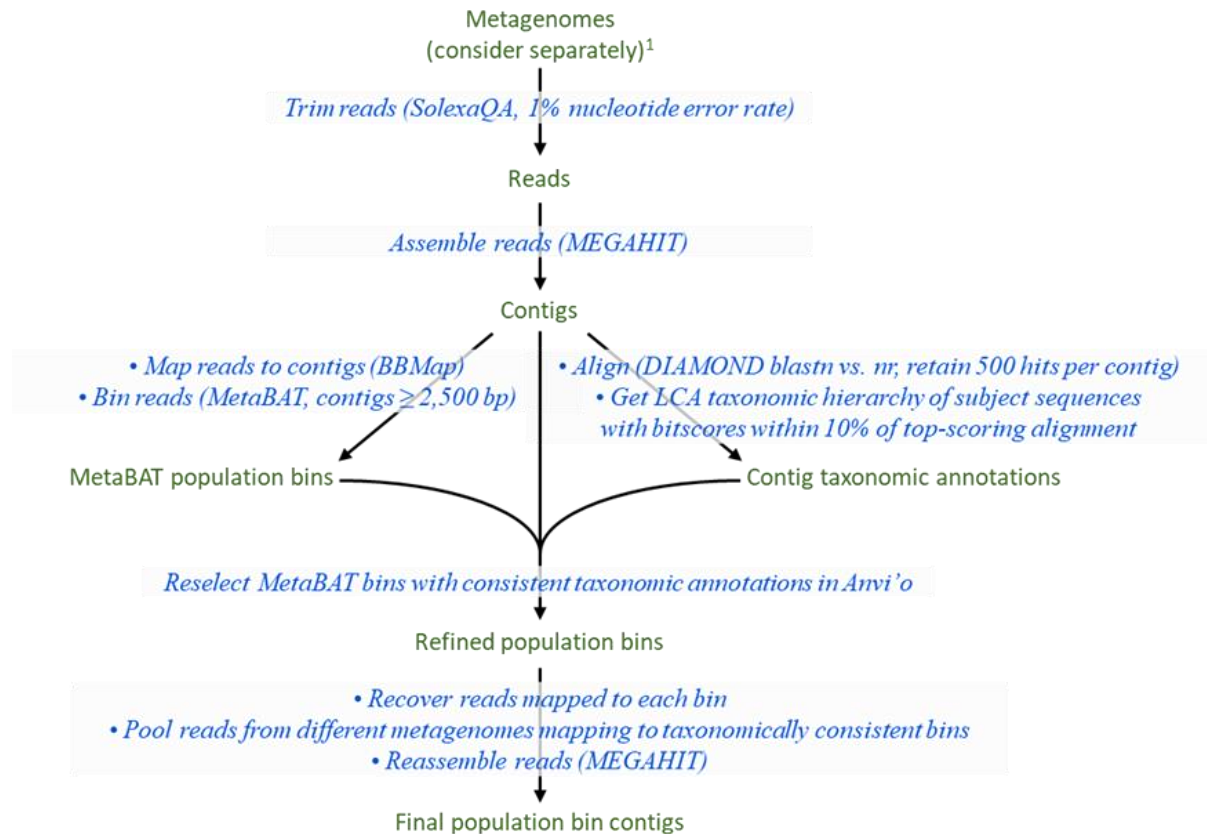 Metagenomes
(consider separately)1
Trim reads (SolexaQA, 1% nucleotide error rate)
Reads
Assemble reads (MEGAHIT)
Contigs
• Map reads to contigs (BBMap)
• Bin reads (MetaBAT, contigs ≥ 2,500 bp)
• Align (DIAMOND blastn vs. nr, retain 500 hits per contig)
• Get LCA taxonomic hierarchy of subject sequences
with bitscores within 10% of top-scoring alignment
MetaBAT population bins
Contig taxonomic annotations
Reselect MetaBAT bins with consistent taxonomic annotations in Anvi’o
Refined population bins
• Recover reads mapped to each bin
• Pool reads from different metagenomes mapping to taxonomically consistent bins
• Reassemble reads (MEGAHIT)
Final population bin contigs